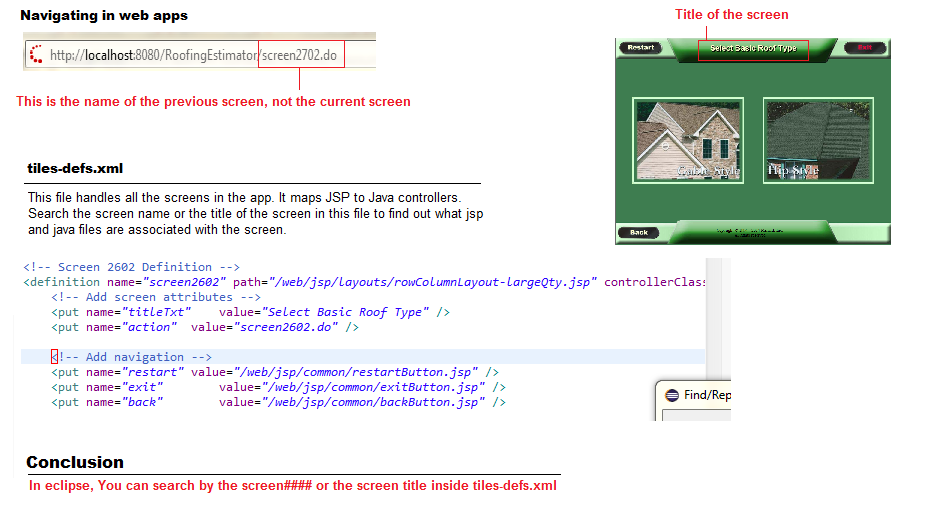 Navigating in web apps
http://localhost:8080/RoofingEstimator/screen2702.do
This is the name of the previous screen, not the current screen
Title of the screen
Restart
Select Basic Roof Type
Gable Style
Hip Style
Back
tiles-defs.xml
This file handles all the screens in the app. It maps JSP to Java controllers.
Search the screen name or the title of the screen in this file to find out what jsp
and java files are associated with the screen.
<!-- Screen 2602 Definition -->
<definition name="screen2602" path="/web/jsp/layouts/rowColumnLayout-largeQty.jsp" controllerClass
<!-- Add screen attributes -->
<put name="titleTxt" value="Select Basic Roof Type" />
<put name="action" value="screen2602.do" />
<!-- Add navigation -->
<put name="restart" value="/web/jsp/common/restartButton.jsp" />
<put name="exit" value="/web/jsp/common/exitButton.jsp" />
<put name="back" value="/web/jsp/common/backButton.jsp" />
Find/Rep
Conclusion
In eclipse, You can search by the screen#### or the screen title inside tiles-defs.xml